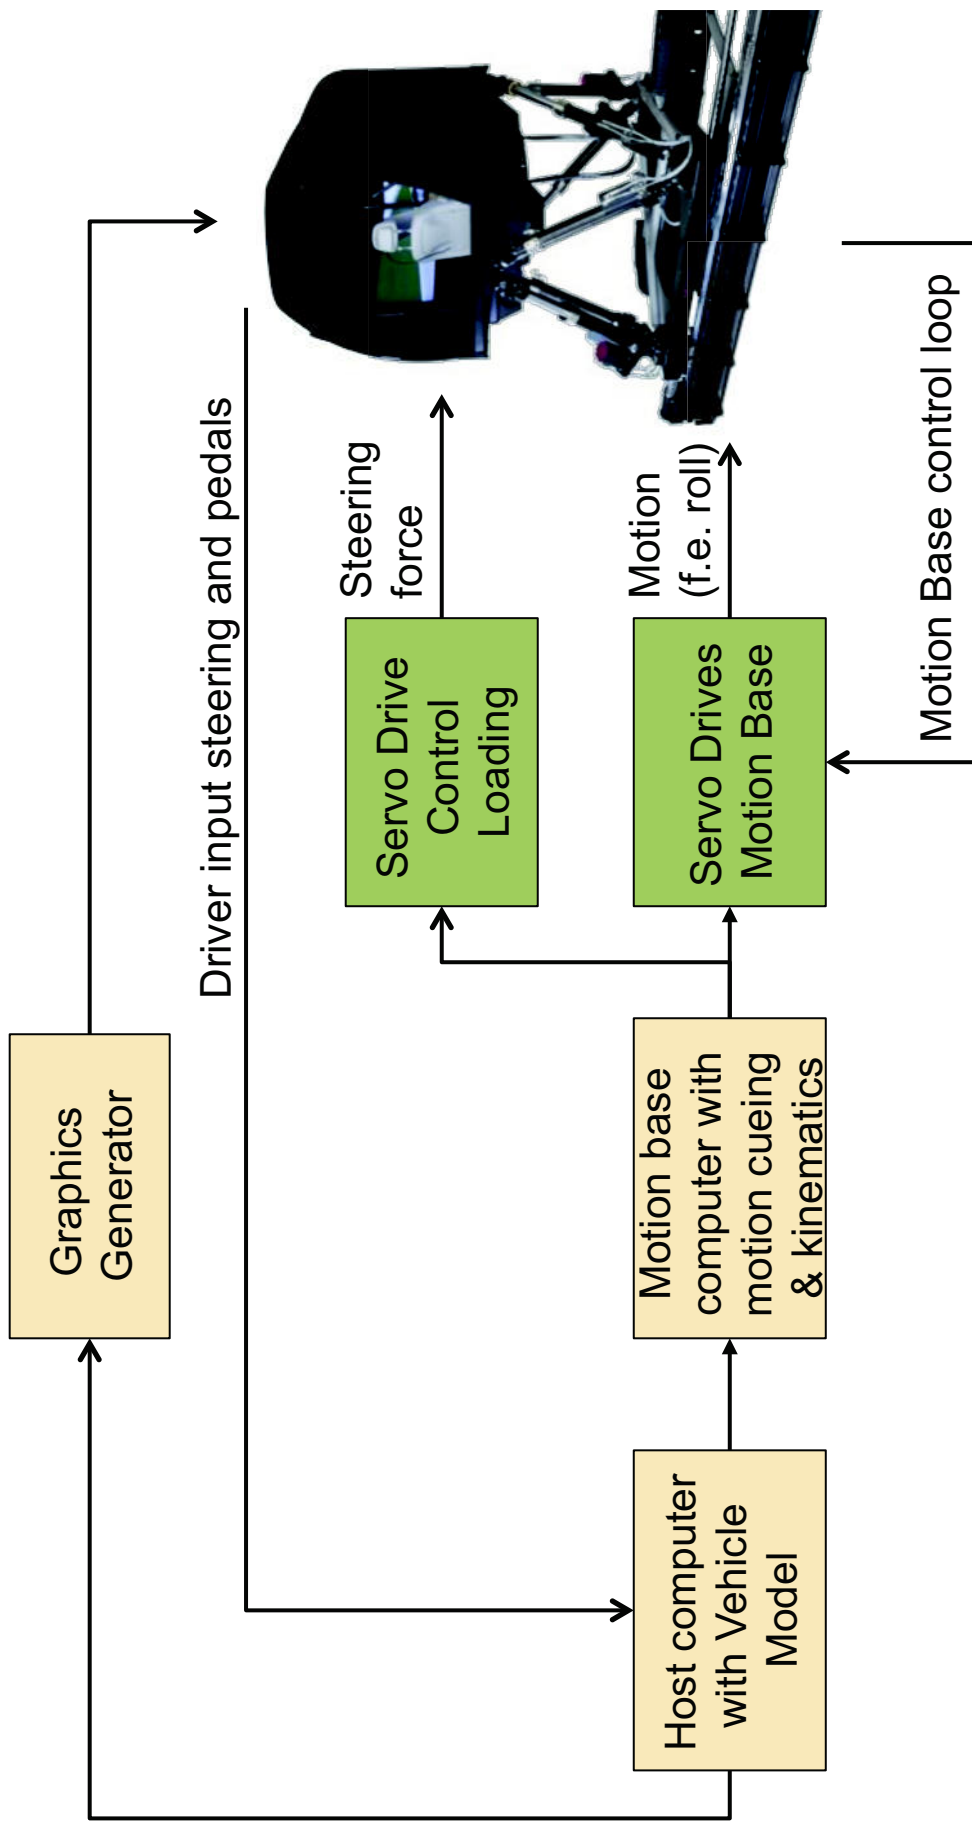 Graphics
Generator
Driver input steering and pedals
Steering
force
Servo Drive
Control
Loading
Host computer
with Vehicle
Model
Motion base
computer with
motion cueing
& kinematics
Servo Drives
Motion Base
Motion
(f.e. roll)
Motion Base control loop